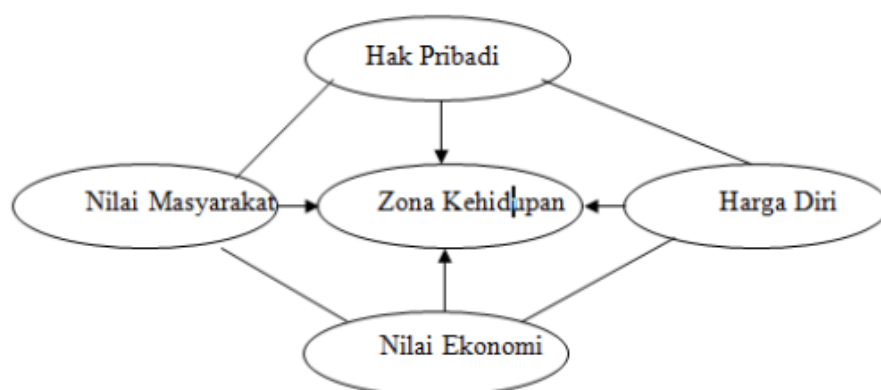 Hak Pribadi
Nilai Masyarakat
Zona Kehidupan
Harga Diri
Nilai Ekonomi